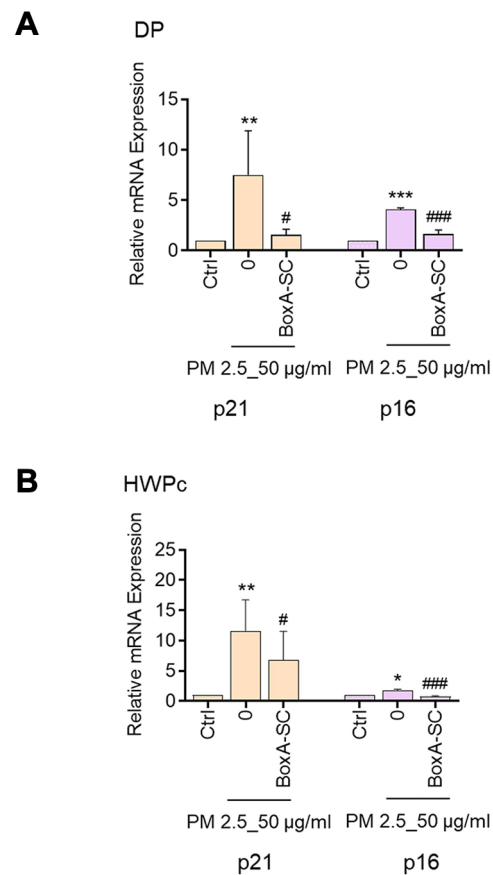 A
DP
Relative mRNA Expression
15
10
5
0
**
#
***
###
Ctrl
0
BoxA-SC
Ctrl
0
BoxA-SC
PM 2.5_50 µg/ml
PM 2.5_50 µg/ml
p21
p16
B
HWPc
Relative mRNA Expression
25
20
15
10
5
0
**
#
*
###
Ctrl
0
BoxA-SC
Ctrl
0
BoxA-SC
PM 2.5_50 µg/ml
PM 2.5_50 µg/ml
p21
p16